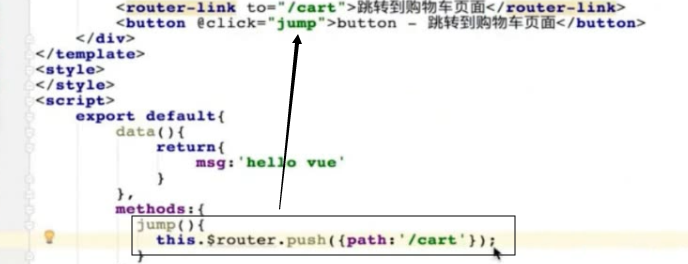 <router-link to="/cart">跳转到购物车页面</router-link>
<button @click="jump">button - 跳转到购物车页面</button>
</div>
</template>
<style>
</style>
<script>
export default{
data(){
return{
msg:'hello vue'
}
},
methods:{
jump(){
this.$router.push({path:'/cart'});
}